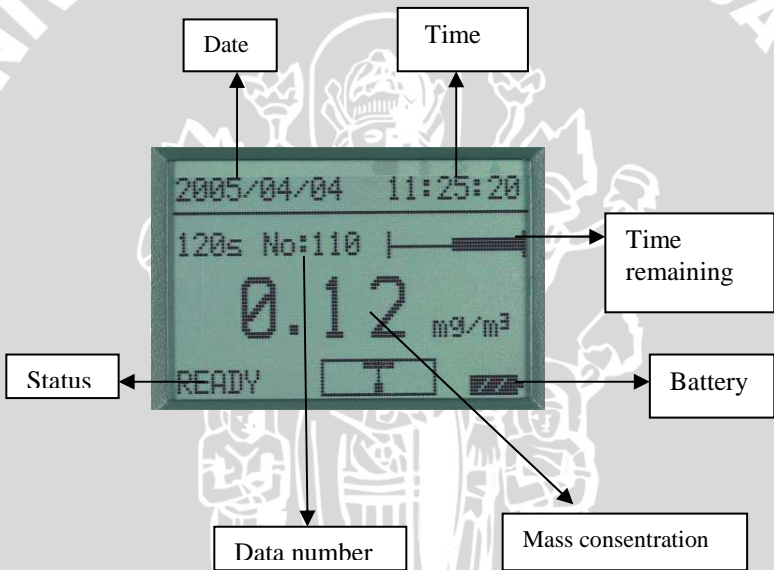 Date
Time
2005/04/04 11:25:20
120s No:110
Time
remaining
0.12 mg/m³
Status
READY
T
Battery
Data number
Mass consentration